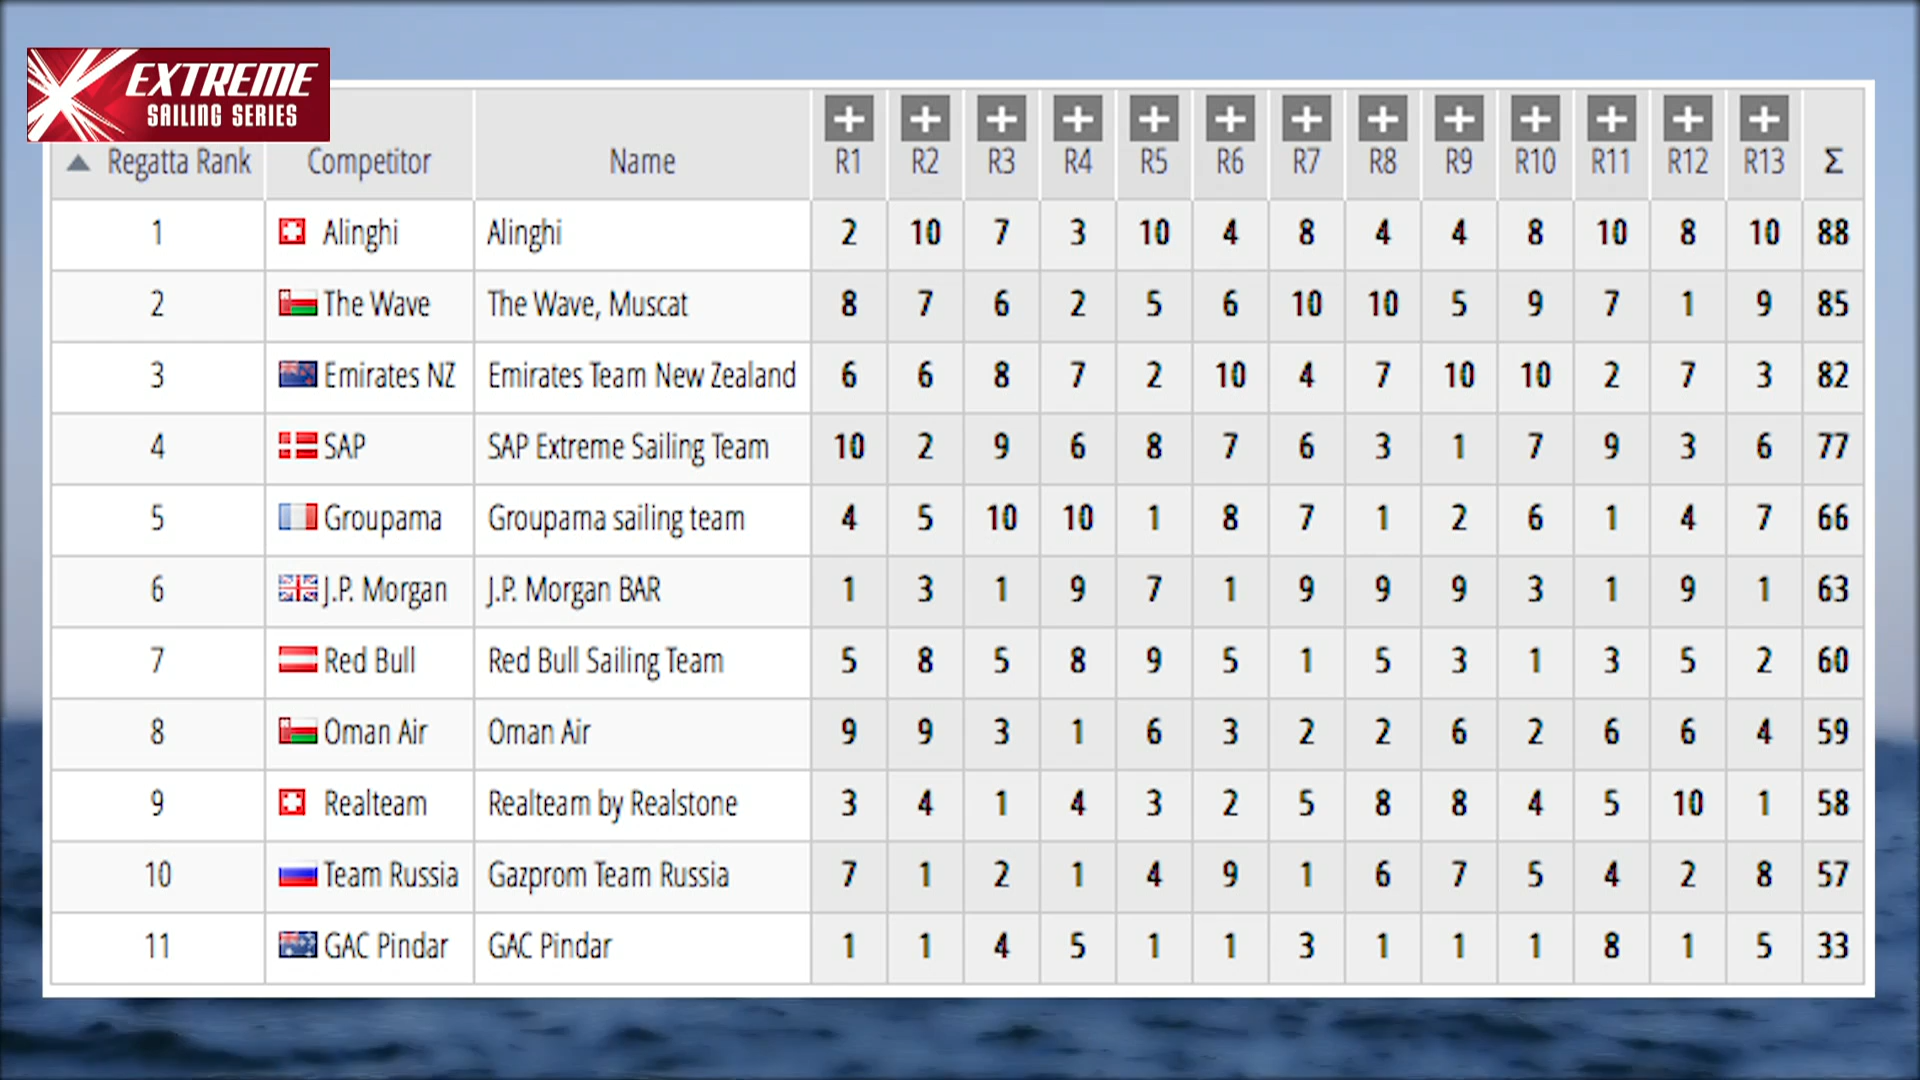 EXTREME
SAILING SERIES
Regatta Rank Competitor Name R1 R2 R3 R4 R5 R6 R7 R8 R9 R10 R11 R12 R13 Σ
1 Alinghi Alinghi 2 10 7 3 10 4 8 4 4 8 10 8 10 88
2 The Wave The Wave, Muscat 8 7 6 2 5 6 10 10 5 9 7 1 9 85
3 Emirates NZ Emirates Team New Zealand 6 6 8 7 2 10 4 7 10 10 2 7 3 82
4 SAP SAP Extreme Sailing Team 10 2 9 6 8 7 6 3 1 7 9 3 6 77
5 Groupama Groupama sailing team 4 5 10 10 1 8 7 1 2 6 1 4 7 66
6 J.P. Morgan J.P. Morgan BAR 1 3 1 9 7 1 9 9 9 3 1 9 1 63
7 Red Bull Red Bull Sailing Team 5 8 5 8 9 5 1 5 3 1 3 5 2 60
8 Oman Air Oman Air 9 9 3 1 6 3 2 2 6 2 6 6 4 59
9 Realteam Realteam by Realstone 3 4 1 4 3 2 5 8 8 4 5 10 1 58
10 Team Russia Gazprom Team Russia 7 1 2 1 4 9 1 6 7 5 4 2 8 57
11 GAC Pindar GAC Pindar 1 1 4 5 1 1 3 1 1 1 8 1 5 33